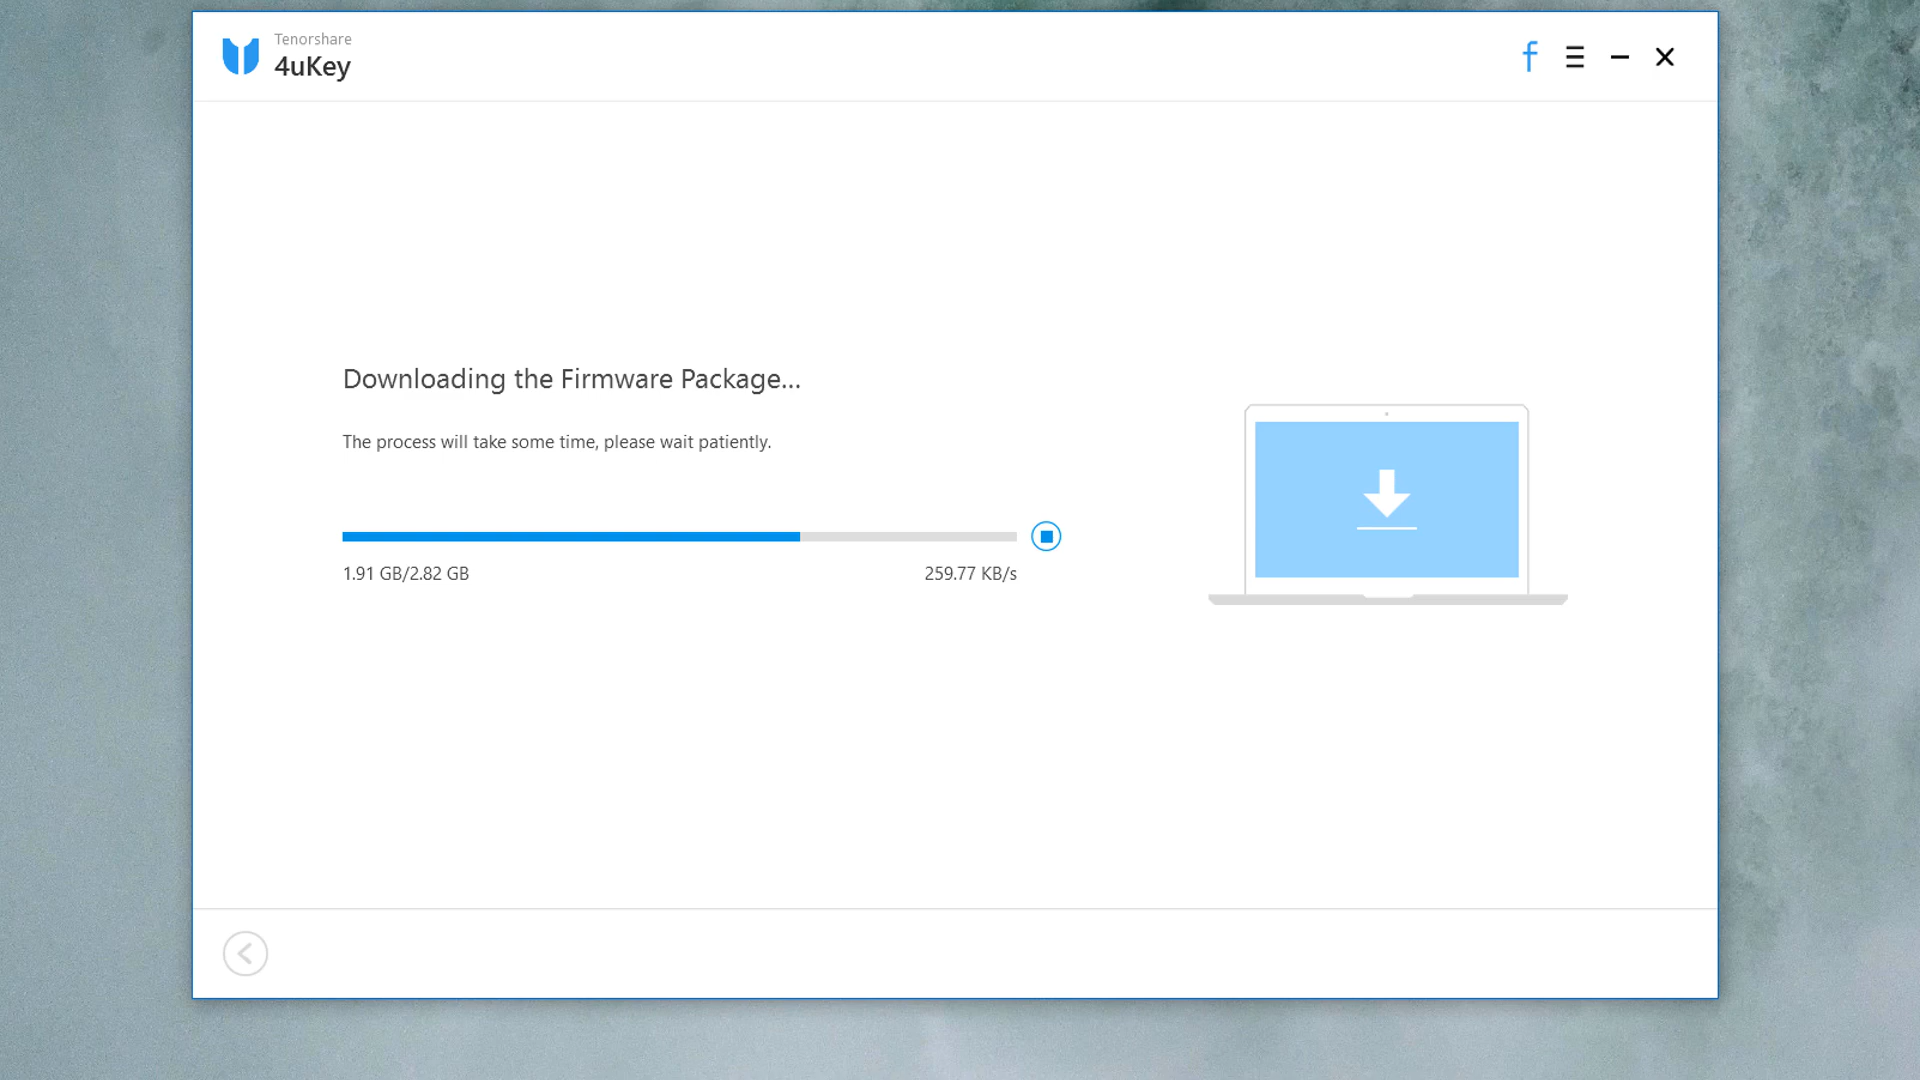 Tenorshare
4uKey
Downloading the Firmware Package...
The process will take some time, please wait patiently.
1.91 GB/2.82 GB
259.77 KB/s